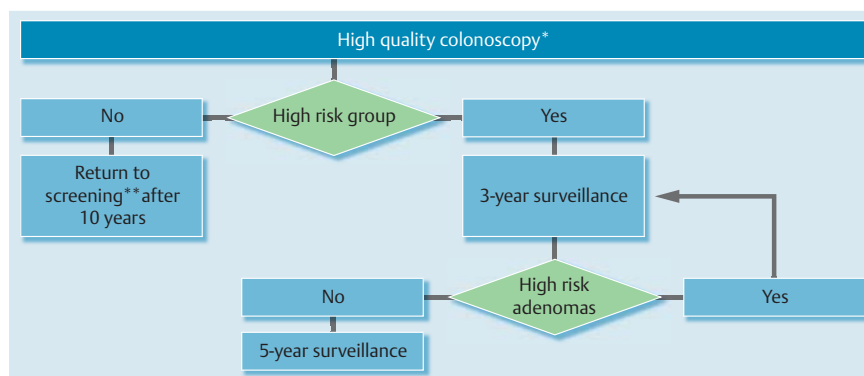 High quality colonoscopy*
No
High risk group
Yes
Return to
screening**after
10 years
3-year surveillance
No
High risk
adenomas
Yes
5-year surveillance